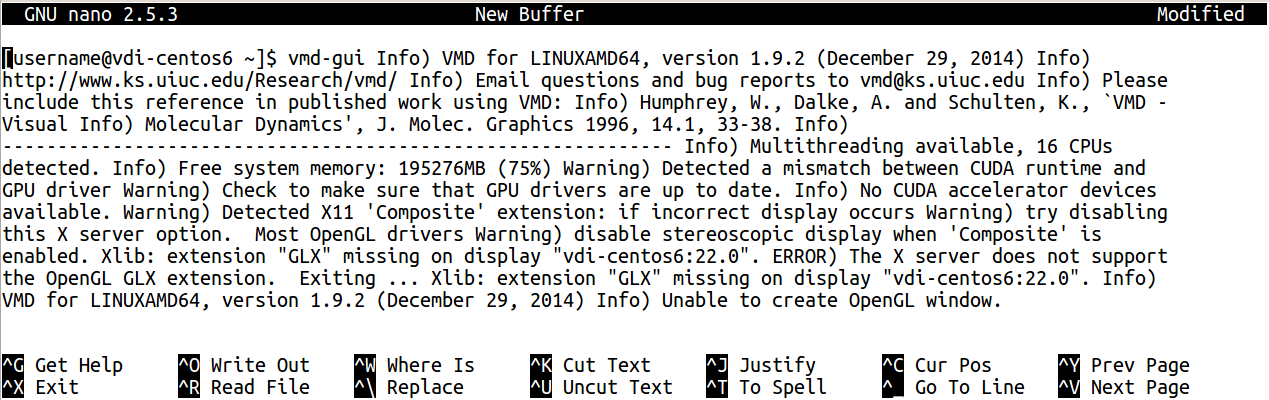 GNU nano 2.5.3 New Buffer Modified
[username@vdi-centos6 ~]$ vmd-gui Info) VMD for LINUXAMD64, version 1.9.2 (December 29, 2014) Info)
http://www.ks.uiuc.edu/Research/vmd/ Info) Email questions and bug reports to vmd@ks.uiuc.edu Info) Please
include this reference in published work using VMD: Info) Humphrey, W., Dalke, A. and Schulten, K., `VMD -
Visual Info) Molecular Dynamics', J. Molec. Graphics 1996, 14.1, 33-38. Info)
------------------------------------------------------------- Info) Multithreading available, 16 CPUs
detected. Info) Free system memory: 195276MB (75%) Warning) Detected a mismatch between CUDA runtime and
GPU driver Warning) Check to make sure that GPU drivers are up to date. Info) No CUDA accelerator devices
available. Warning) Detected X11 'Composite' extension: if incorrect display occurs Warning) try disabling
this X server option.  Most OpenGL drivers Warning) disable stereoscopic display when 'Composite' is
enabled. Xlib: extension "GLX" missing on display "vdi-centos6:22.0". ERROR) The X server does not support
the OpenGL GLX extension.  Exiting ... Xlib: extension "GLX" missing on display "vdi-centos6:22.0". Info)
VMD for LINUXAMD64, version 1.9.2 (December 29, 2014) Info) Unable to create OpenGL window.
^G Get Help ^O Write Out ^W Where Is ^K Cut Text ^J Justify ^C Cur Pos ^Y Prev Page
^X Exit ^R Read File ^\ Replace ^U Uncut Text ^T To Spell ^_ Go To Line ^V Next Page